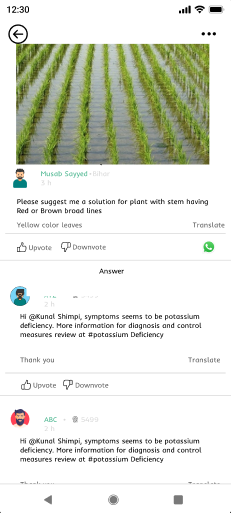 12:30
Musab Sayyed • Bihar
3 h
Please suggest me a solution for plant with stem having
Red or Brown broad lines
Yellow color leaves Translate
Upvote Downvote
Answer
2 h
Hi @Kunal Shimpi, symptoms seems to be potassium
deficiency. More information for diagnosis and control
measures review at #potassium Deficiency
Thank you Translate
Upvote Downvote
ABC • 5499
2 h
Hi @Kunal Shimpi, symptoms seems to be potassium
deficiency. More information for diagnosis and control
measures review at #potassium Deficiency